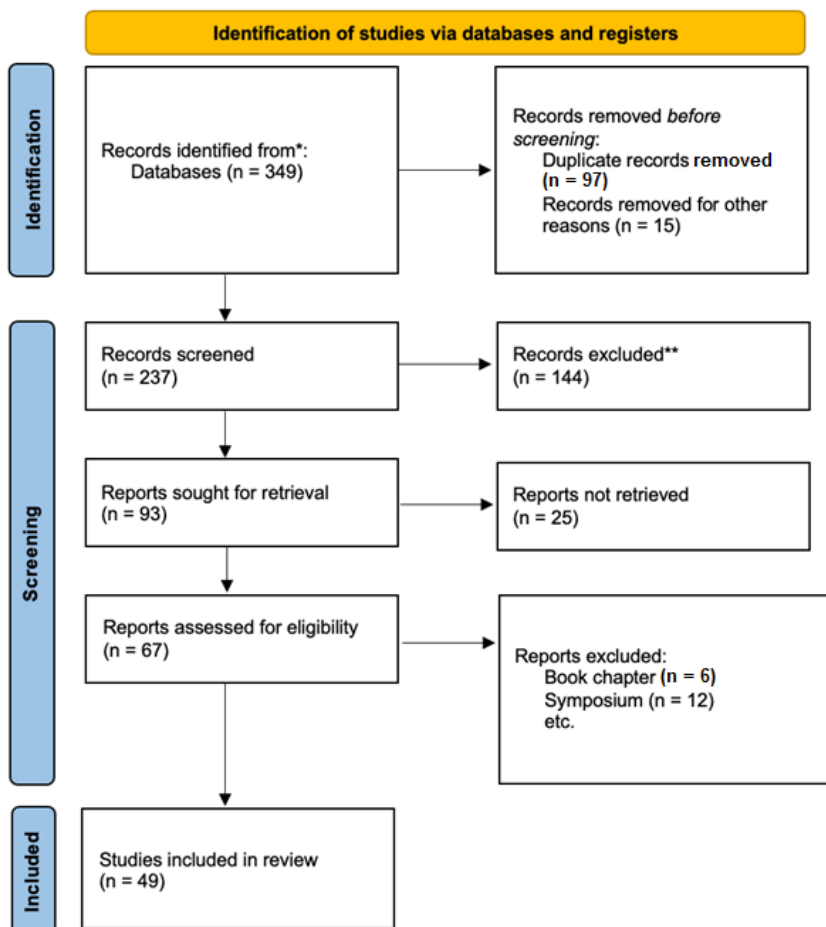 Identification of studies via databases and registers
Identification
Records identified from*:
Databases (n = 349)
Records removed before
screening:
Duplicate records removed
(n = 97)
Records removed for other
reasons (n = 15)
Screening
Records screened
(n = 237)
Records excluded**
(n = 144)
Reports sought for retrieval
(n = 93)
Reports not retrieved
(n = 25)
Reports assessed for eligibility
(n = 67)
Reports excluded:
Book chapter (n = 6)
Symposium (n = 12)
etc.
Included
Studies included in review
(n = 49)